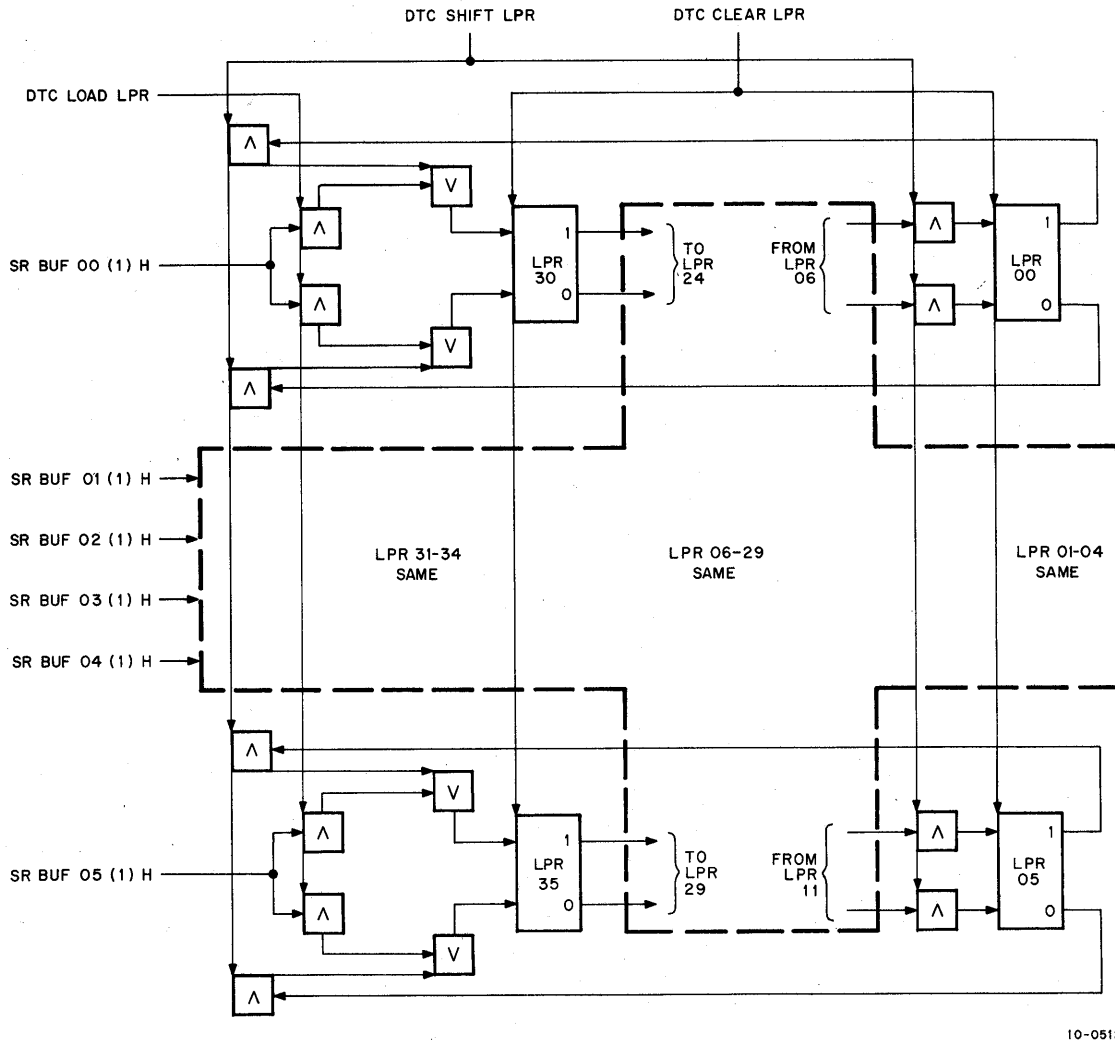 DTC SHIFT LPR
DTC CLEAR LPR
DTC LOAD LPR
Λ
V
Λ
Λ
1
LPR
30
0
TO
LPR
24
FROM
LPR
06
1
LPR
00
0
SR BUF 00 (1) H
Λ
Λ
V
Λ
SR BUF 01 (1) H
SR BUF 02 (1) H
SR BUF 03 (1) H
SR BUF 04 (1) H
LPR 31-34
SAME
LPR 06-29
SAME
LPR 01-04
SAME
Λ
V
Λ
Λ
1
LPR
35
0
TO
LPR
29
FROM
LPR
11
1
LPR
05
0
SR BUF 05 (1) H
Λ
Λ
V
Λ